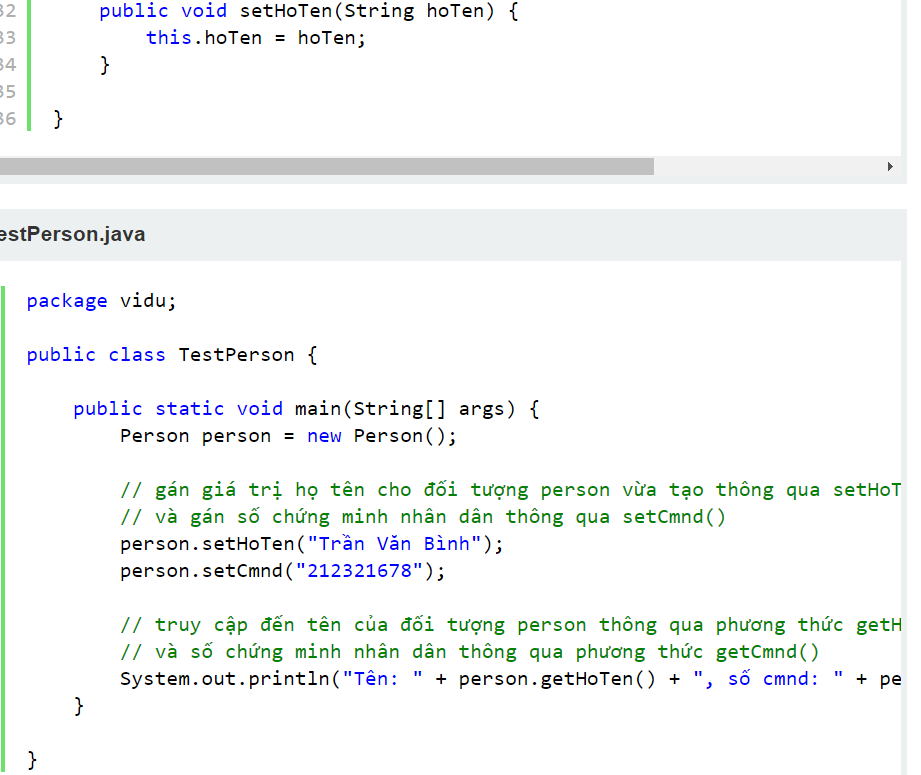 32 public void setHoTen(String hoTen) {
33 this.hoTen = hoTen;
34 }
35
36 }
estPerson.java
package vidu;
public class TestPerson {
public static void main(String[] args) {
Person person = new Person();
// gán giá trị họ tên cho đối tượng person vừa tạo thông qua setHoT
// và gán số chứng minh nhân dân thông qua setCmnd()
person.setHoTen("Trần Văn Bình");
person.setCmnd("212321678");
// truy cập đến tên của đối tượng person thông qua phương thức getH
// và số chứng minh nhân dân thông qua phương thức getCmnd()
System.out.println("Tên: " + person.getHoTen() + ", số cmnd: " + pe
}
}